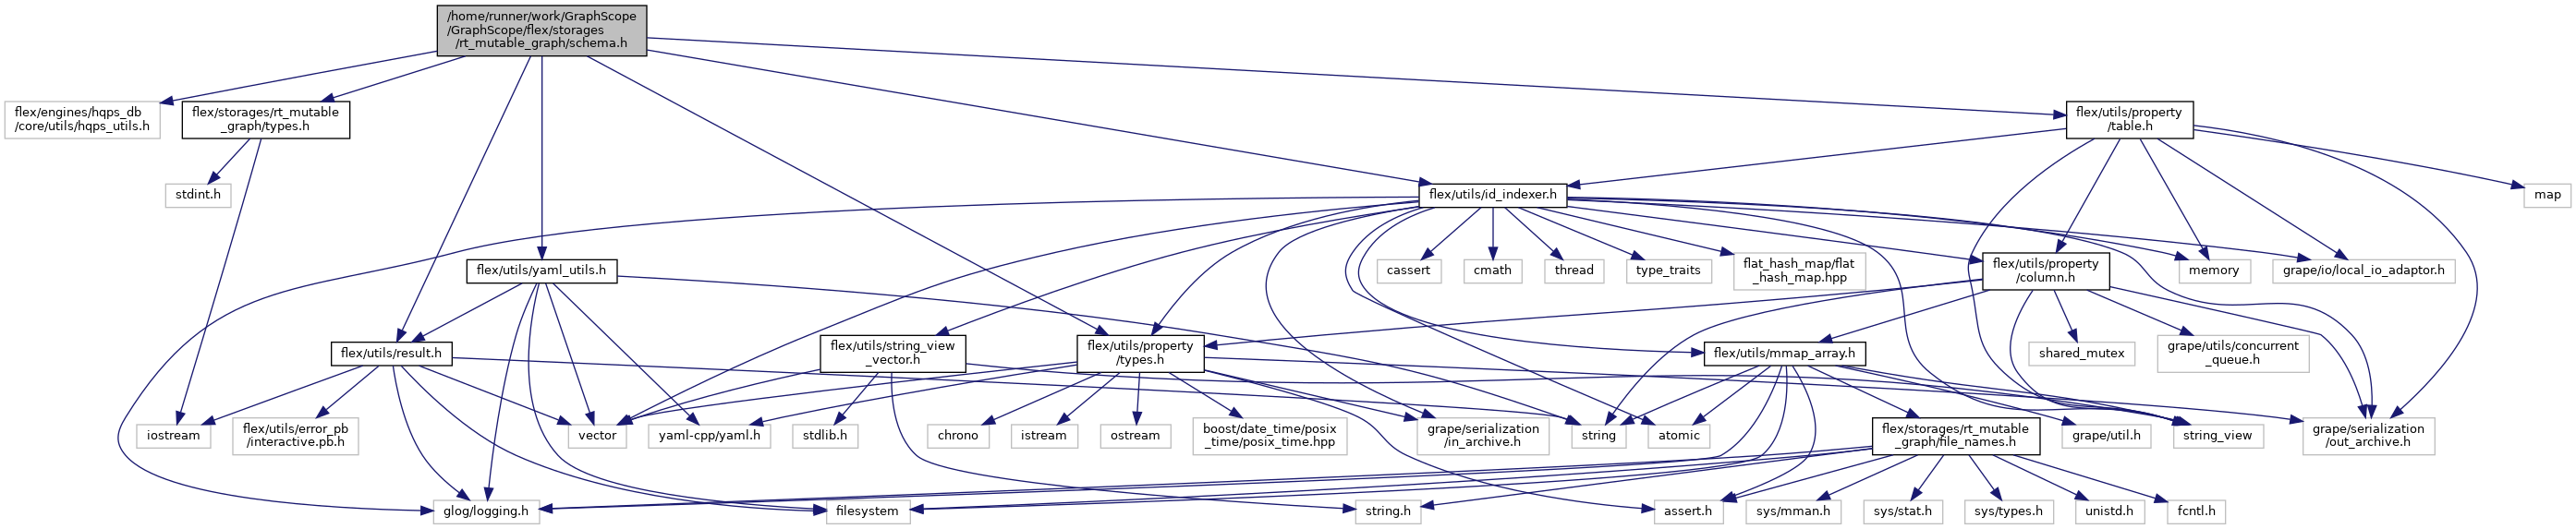 /home/runner/work/GraphScope
/GraphScope/flex/storages
/rt_mutable_graph/schema.h
flex/engines/hqps_db
/core/utils/hqps_utils.h
flex/storages/rt_mutable
_graph/types.h
flex/utils/property
/table.h
stdint.h
flex/utils/id_indexer.h
map
flex/utils/yaml_utils.h
cassert
cmath
thread
type_traits
flat_hash_map/flat
_hash_map.hpp
flex/utils/property
/column.h
memory
grape/io/local_io_adaptor.h
flex/utils/result.h
flex/utils/string_view
_vector.h
flex/utils/property
/types.h
flex/utils/mmap_array.h
shared_mutex
grape/utils/concurrent
_queue.h
iostream
flex/utils/error_pb
/interactive.pb.h
vector
yaml-cpp/yaml.h
stdlib.h
chrono
istream
ostream
boost/date_time/posix
_time/posix_time.hpp
grape/serialization
/in_archive.h
string
atomic
flex/storages/rt_mutable
_graph/file_names.h
grape/util.h
string_view
grape/serialization
/out_archive.h
glog/logging.h
filesystem
string.h
assert.h
sys/mman.h
sys/stat.h
sys/types.h
unistd.h
fcntl.h